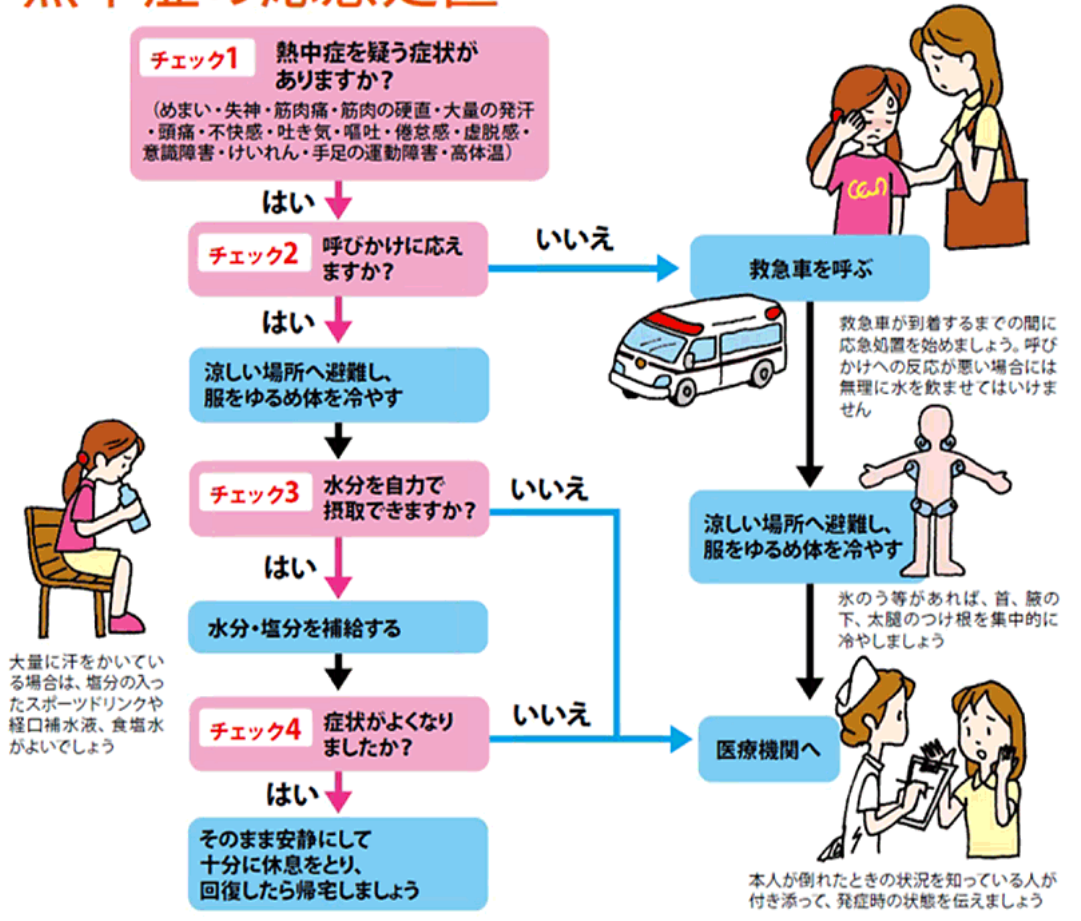 熱中症の応急処置
チェック1
熱中症を疑う症状が
ありますか？
（めまい・失神・筋肉痛・筋肉の硬直・大量の発汗
・頭痛・不快感・吐き気・嘔吐・倦怠感・虚脱感・
意識障害・けいれん・手足の運動障害・高体温）
はい
チェック2
呼びかけに応え
ますか？
いいえ
救急車を呼ぶ
はい
救急車が到着するまでの間に
応急処置を始めましょう。呼び
かけへの反応が悪い場合には
無理に水を飲ませてはいけま
せん
涼しい場所へ避難し、
服をゆるめ体を冷やす
チェック3
水分を自力で
摂取できますか？
いいえ
涼しい場所へ避難し、
服をゆるめ体を冷やす
はい
氷のう等があれば、首、腋の
下、太腿のつけ根を集中的に
冷やしましょう
水分・塩分を補給する
大量に汗をかいてい
る場合は、塩分の入っ
たスポーツドリンクや
経口補水液、食塩水
がよいでしょう
チェック4
症状がよくなり
ましたか？
いいえ
医療機関へ
はい
そのまま安静にして
十分に休息をとり、
回復したら帰宅しましょう
本人が倒れたときの状況を知っている人が
付き添って、発症時の状態を伝えましょう